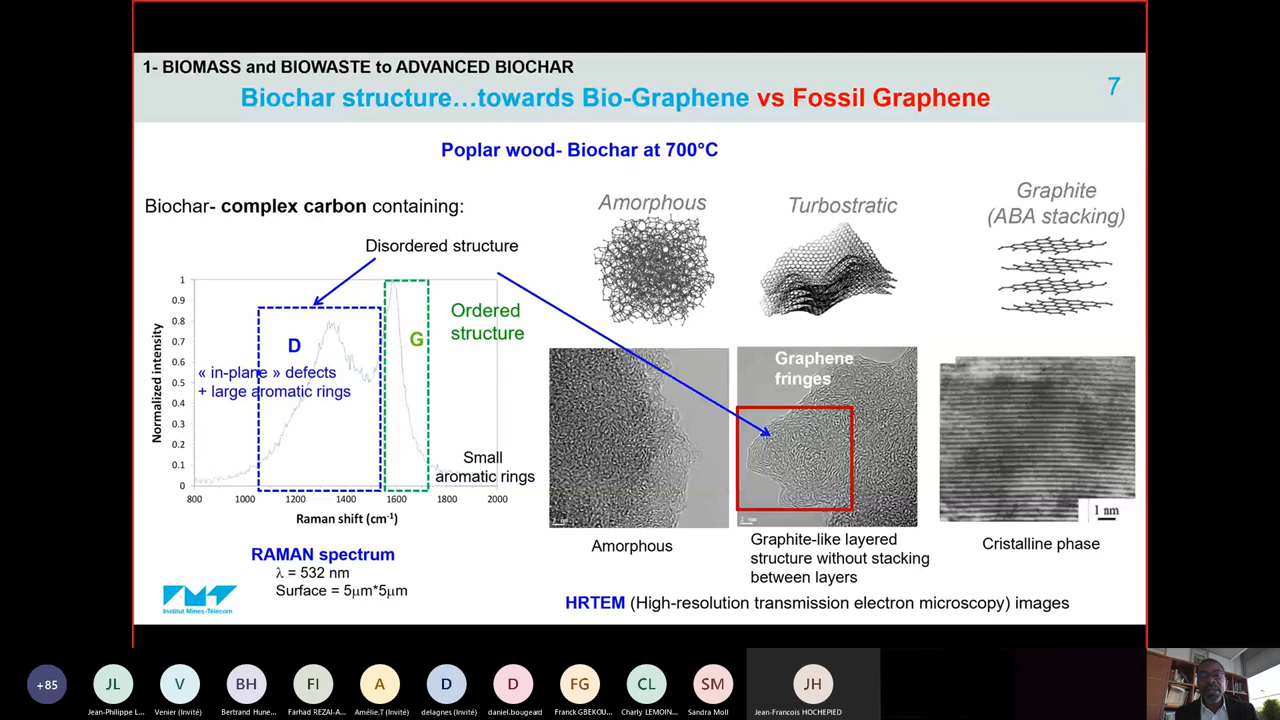 1- BIOMASS and BIOWASTE to ADVANCED BIOCHAR
Biochar structure…towards Bio-Graphene vs Fossil Graphene
7
Poplar wood- Biochar at 700°C
Biochar- complex carbon containing:
Disordered structure
Normalized intensity
1
0.9
0.8
0.7
0.6
0.5
0.4
0.3
0.2
0.1
0
D
« in-plane » defects
+ large aromatic rings
G
Ordered
structure
Small
aromatic rings
800
1000
1200
1400
1600
1800
2000
Raman shift (cm-1)
RAMAN spectrum
λ = 532 nm
Surface = 5µm*5µm
Institut Mines-Télécom
Amorphous
Turbostratic
Graphite
(ABA stacking)
Graphene
fringes
2 nm
1 nm
Amorphous
Graphite-like layered
structure without stacking
between layers
Cristalline phase
HRTEM (High-resolution transmission electron microscopy) images
+85
JL
V
BH
FI
A
D
D
FG
CL
SM
JH
Jean-Philippe L...
Venier (Invité)
Bertrand Hune...
Farhad REZAI-A...
Amélie.T (Invité)
delagnes (Invité)
daniel.bougeard
Franck GBEKOU...
Charly LEMOIN...
Sandra Moll
Jean-Francois HOCHEPIED